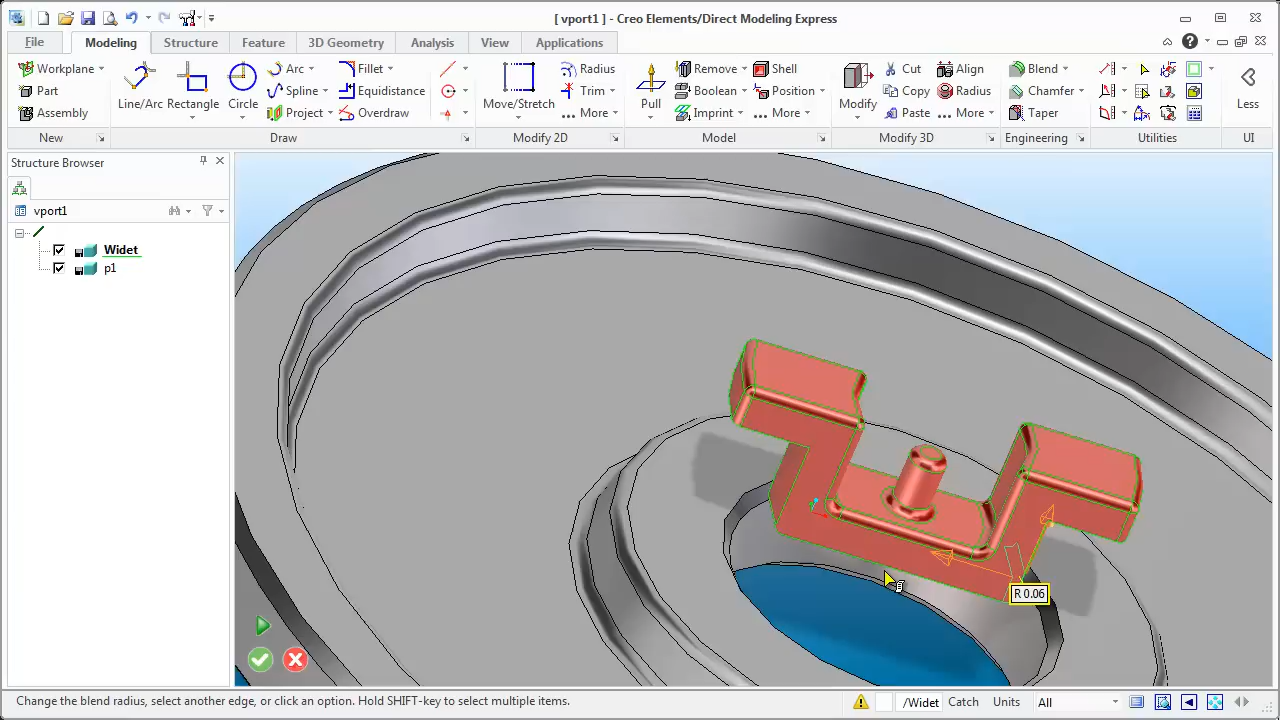 [ vport1 ] - Creo Elements/Direct Modeling Express
File Modeling Structure Feature 3D Geometry Analysis View Applications
Workplane Arc Fillet Radius Remove Shell Cut Align Blend
Part Spline Equidistance Trim Boolean Position Copy Radius Chamfer
Assembly Project Overdraw ... More Imprint ... More Paste ... More Taper
Line/Arc Rectangle Circle Move/Stretch Pull Modify Less
New Draw Modify 2D Model Modify 3D Engineering Utilities UI
Structure Browser
vport1
Widet
p1
R 0.06
Change the blend radius, select another edge, or click an option. Hold SHIFT-key to select multiple items.
/Widet Catch Units All